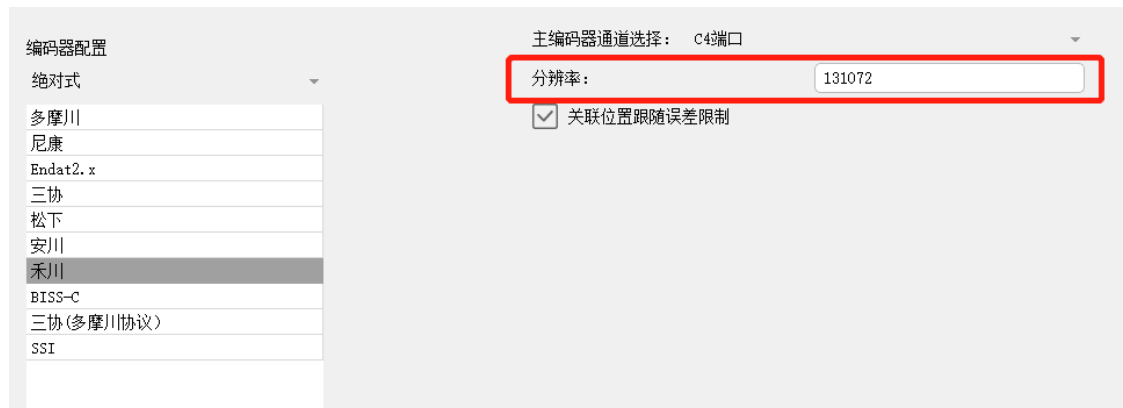 编码器配置
绝对式
多摩川
尼康
Endat2.x
三协
松下
安川
禾川
BISS-C
三协(多摩川协议)
SSI
主编码器通道选择： C4端口
分辨率： 131072
关联位置跟随误差限制